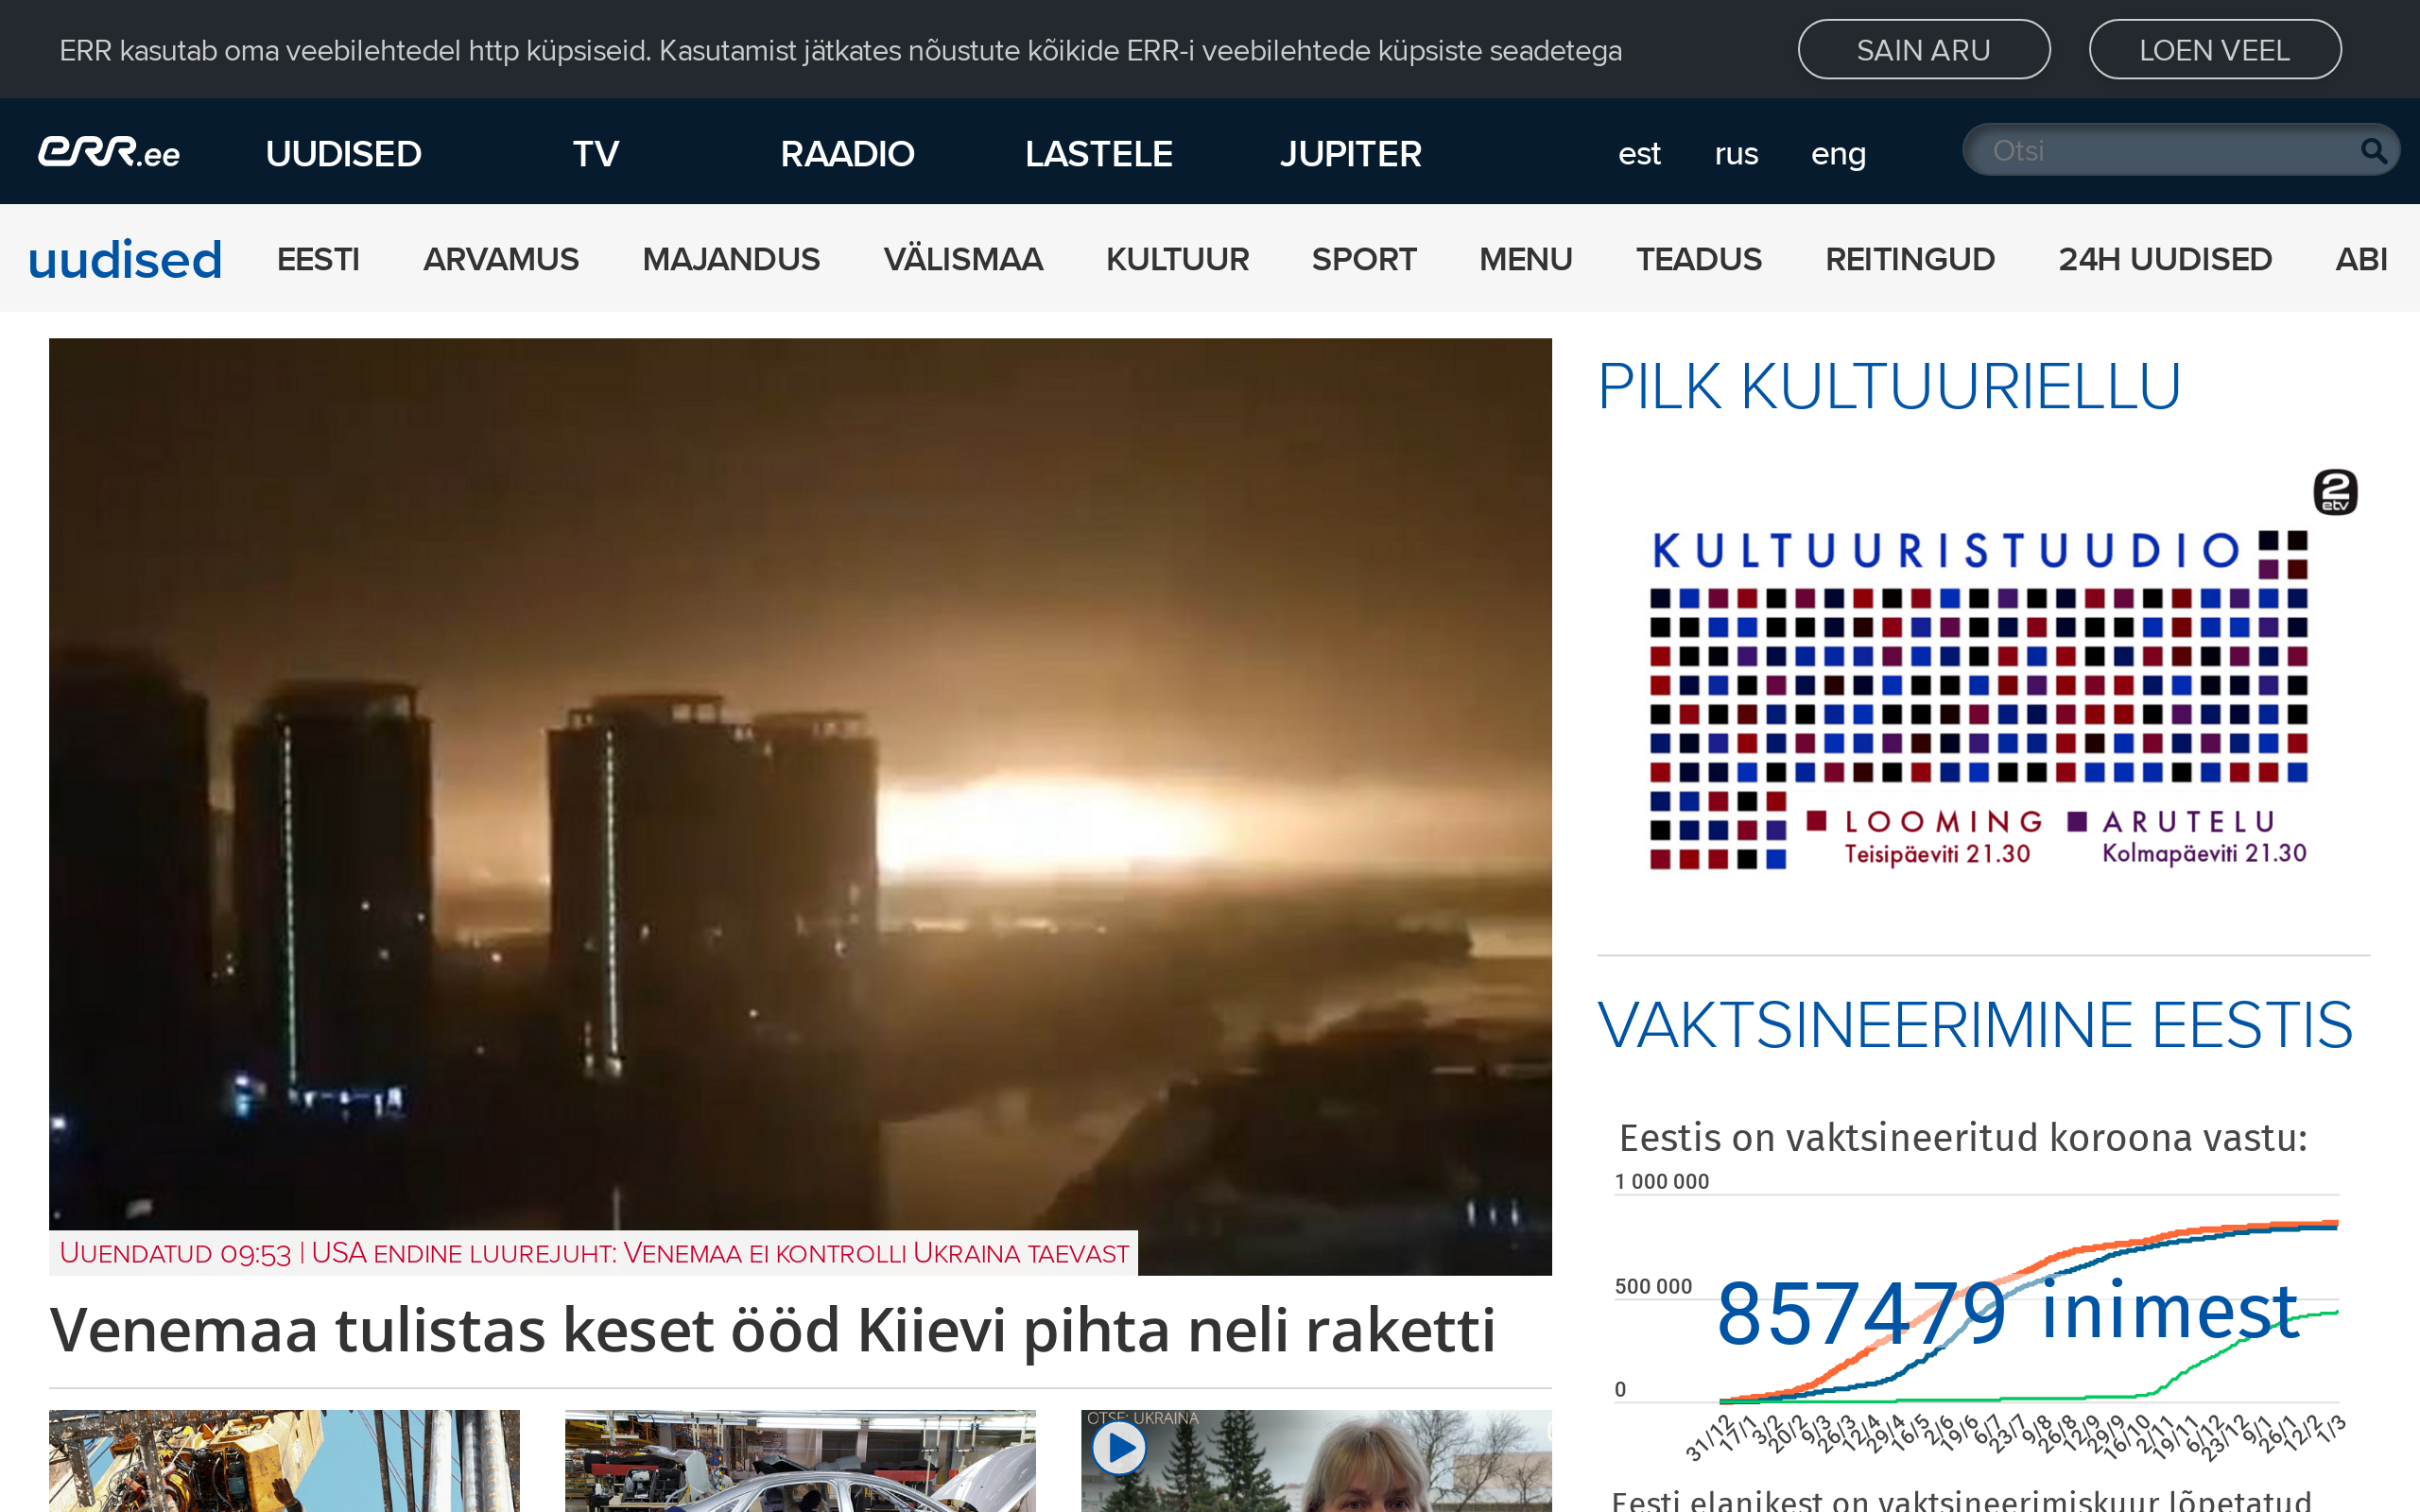 ERR kasutab oma veebilehtedel http küpsiseid. Kasutamist jätkates nõustute kõikide ERR-i veebilehtede küpsiste seadetega
SAIN ARU
LOEN VEEL
err.ee
UUDISED
TV
RAADIO
LASTELE
JUPITER
est
rus
eng
Otsi
uudised
EESTI
ARVAMUS
MAJANDUS
VÄLISMAA
KULTUUR
SPORT
MENU
TEADUS
REITINGUD
24H UUDISED
ABI
Uuendatud 09:53 | USA endine luurejuht: Venemaa ei kontrolli Ukraina taevast
Venemaa tulistas keset ööd Kiievi pihta neli raketti
OTSE: UKRAINA
PILK KULTUURIELLU
2
etv
KULTUURISTUUDIO
LOOMING
Teisipäeviti 21.30
ARUTELU
Kolmapäeviti 21.30
VAKTSINEERIMINE EESTIS
Eestis on vaktsineeritud koroona vastu:
1 000 000
500 000
857479 inimest
0
31/12 17/1 3/2 20/2 9/3 26/3 12/4 29/4 16/5 2/6 19/6 6/7 23/7 9/8 26/8 12/9 29/9 16/10 2/11 19/11 6/12 23/12 9/1 26/1 12/2 1/3
Eesti elanikest on vaktsineerimiskuur lõpetatud